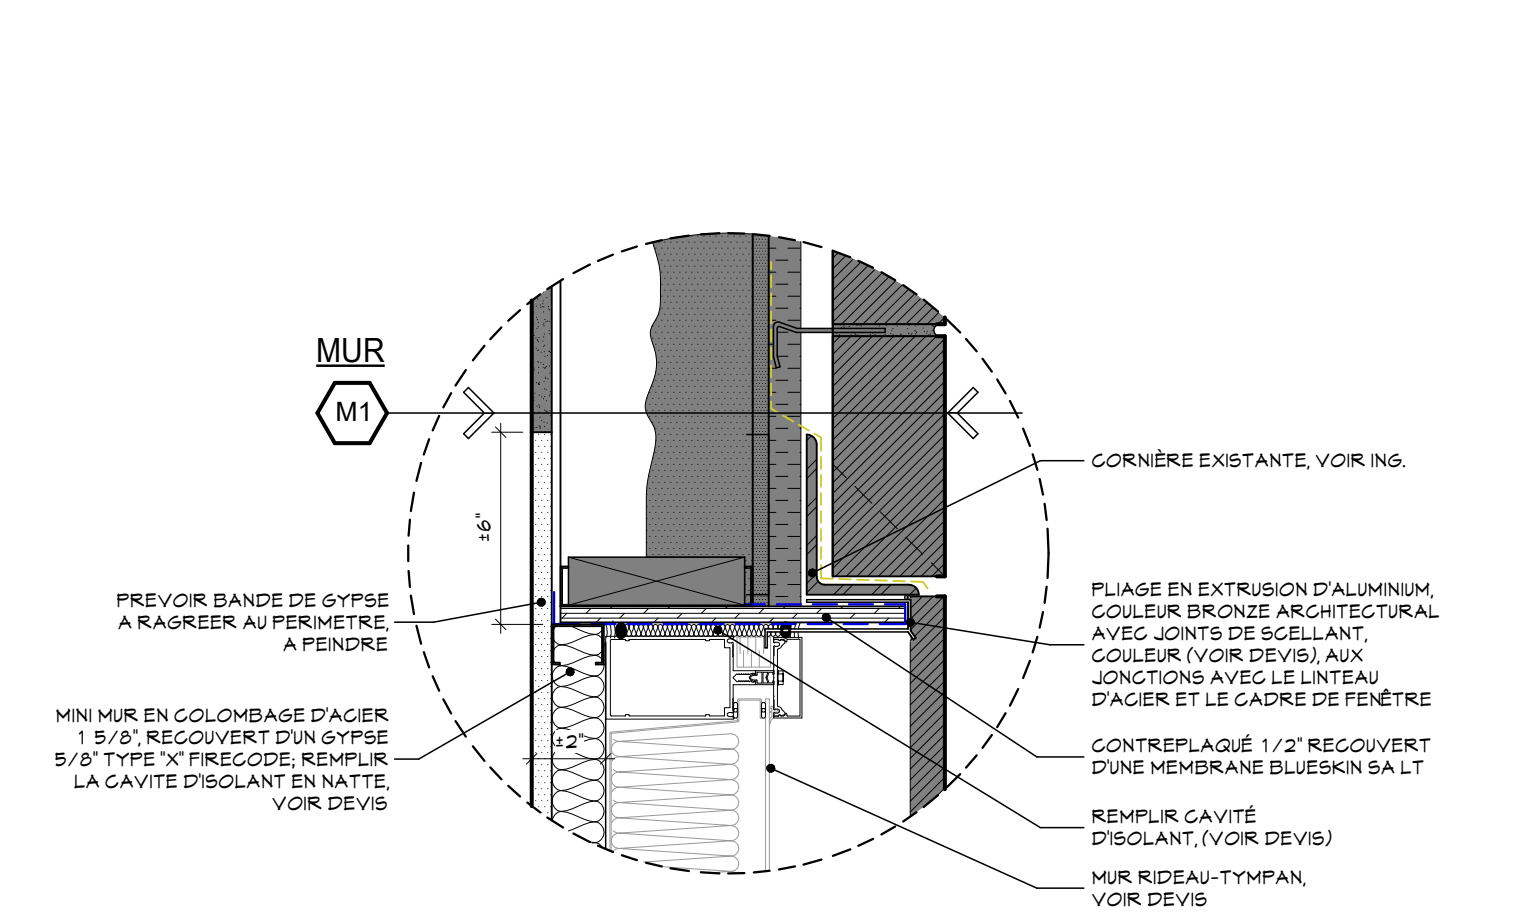 MUR
M1
±6"
PREVOIR BANDE DE GYPSE
A RAGREER AU PERIMETRE,
A PEINDRE
MINI MUR EN COLOMBAGE D'ACIER
1 5/8", RECOUVERT D'UN GYPSE
5/8" TYPE "X" FIRECODE; REMPLIR
LA CAVITE D'ISOLANT EN NATTE,
VOIR DEVIS
±2"
CORNIÈRE EXISTANTE, VOIR ING.
PLIAGE EN EXTRUSION D'ALUMINIUM,
COULEUR BRONZE ARCHITECTURAL
AVEC JOINTS DE SCELLANT,
COULEUR (VOIR DEVIS), AUX
JONCTIONS AVEC LE LINTEAU
D'ACIER ET LE CADRE DE FENÊTRE
CONTREPLAQUÉ 1/2" RECOUVERT
D'UNE MEMBRANE BLUESKIN SA LT
REMPLIR CAVITÉ
D'ISOLANT, (VOIR DEVIS)
MUR RIDEAU-TYMPAN,
VOIR DEVIS